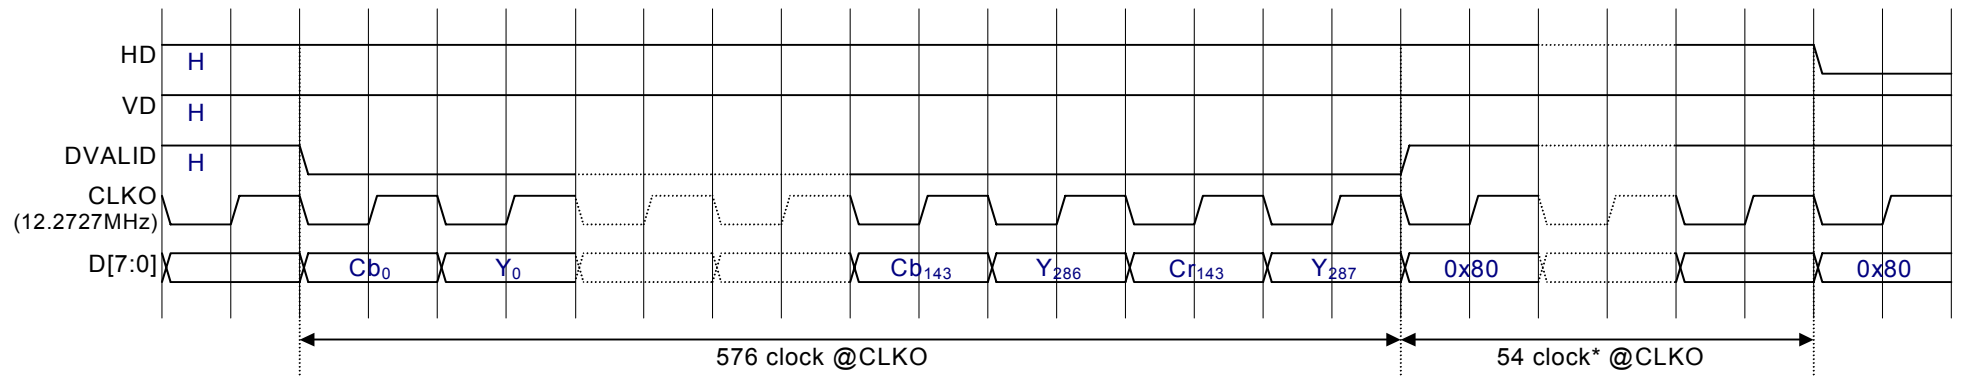 HD H
VD H
DVALID H
CLKO
(12.2727MHz)
D[7:0] Cb0 Y0 Cb143 Y286 Cr143 Y287 0x80 0x80
576 clock @CLKO 54 clock* @CLKO